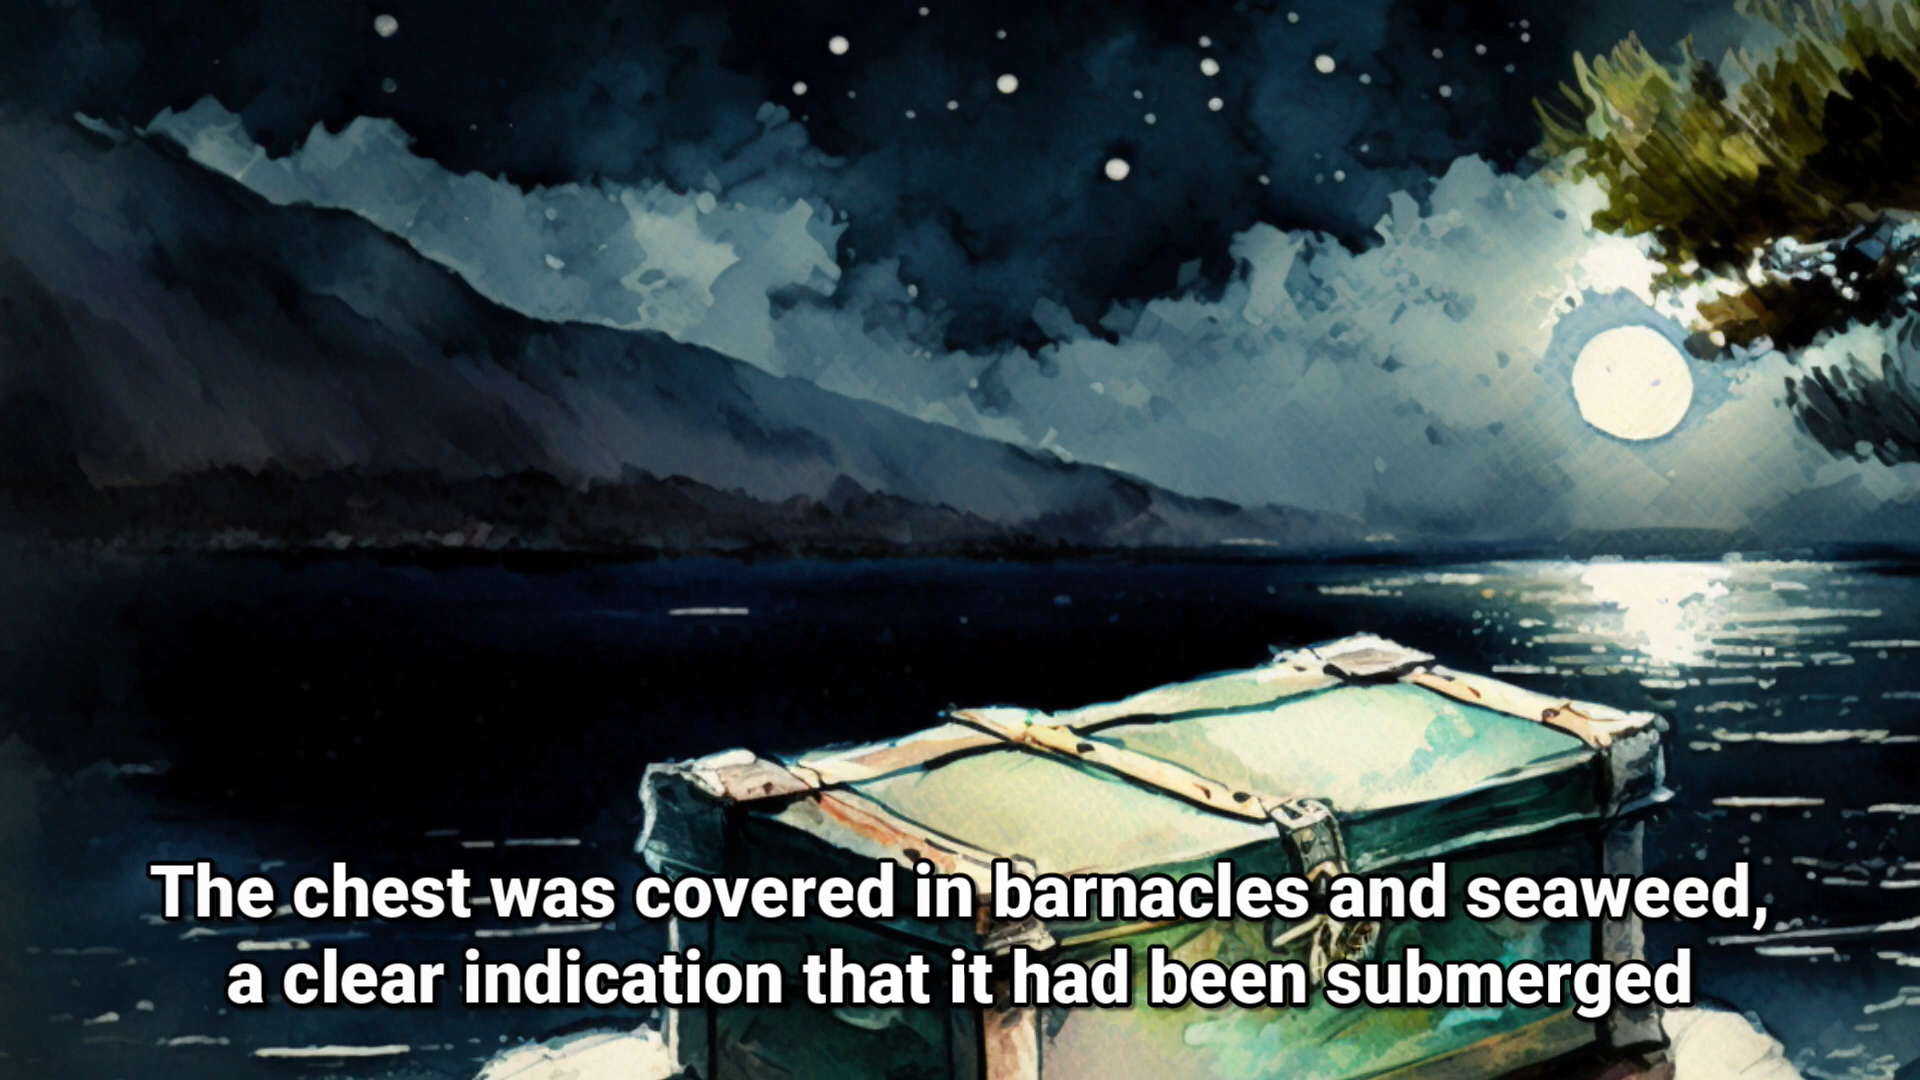 The chest was covered in barnacles and seaweed,
a clear indication that it had been submerged